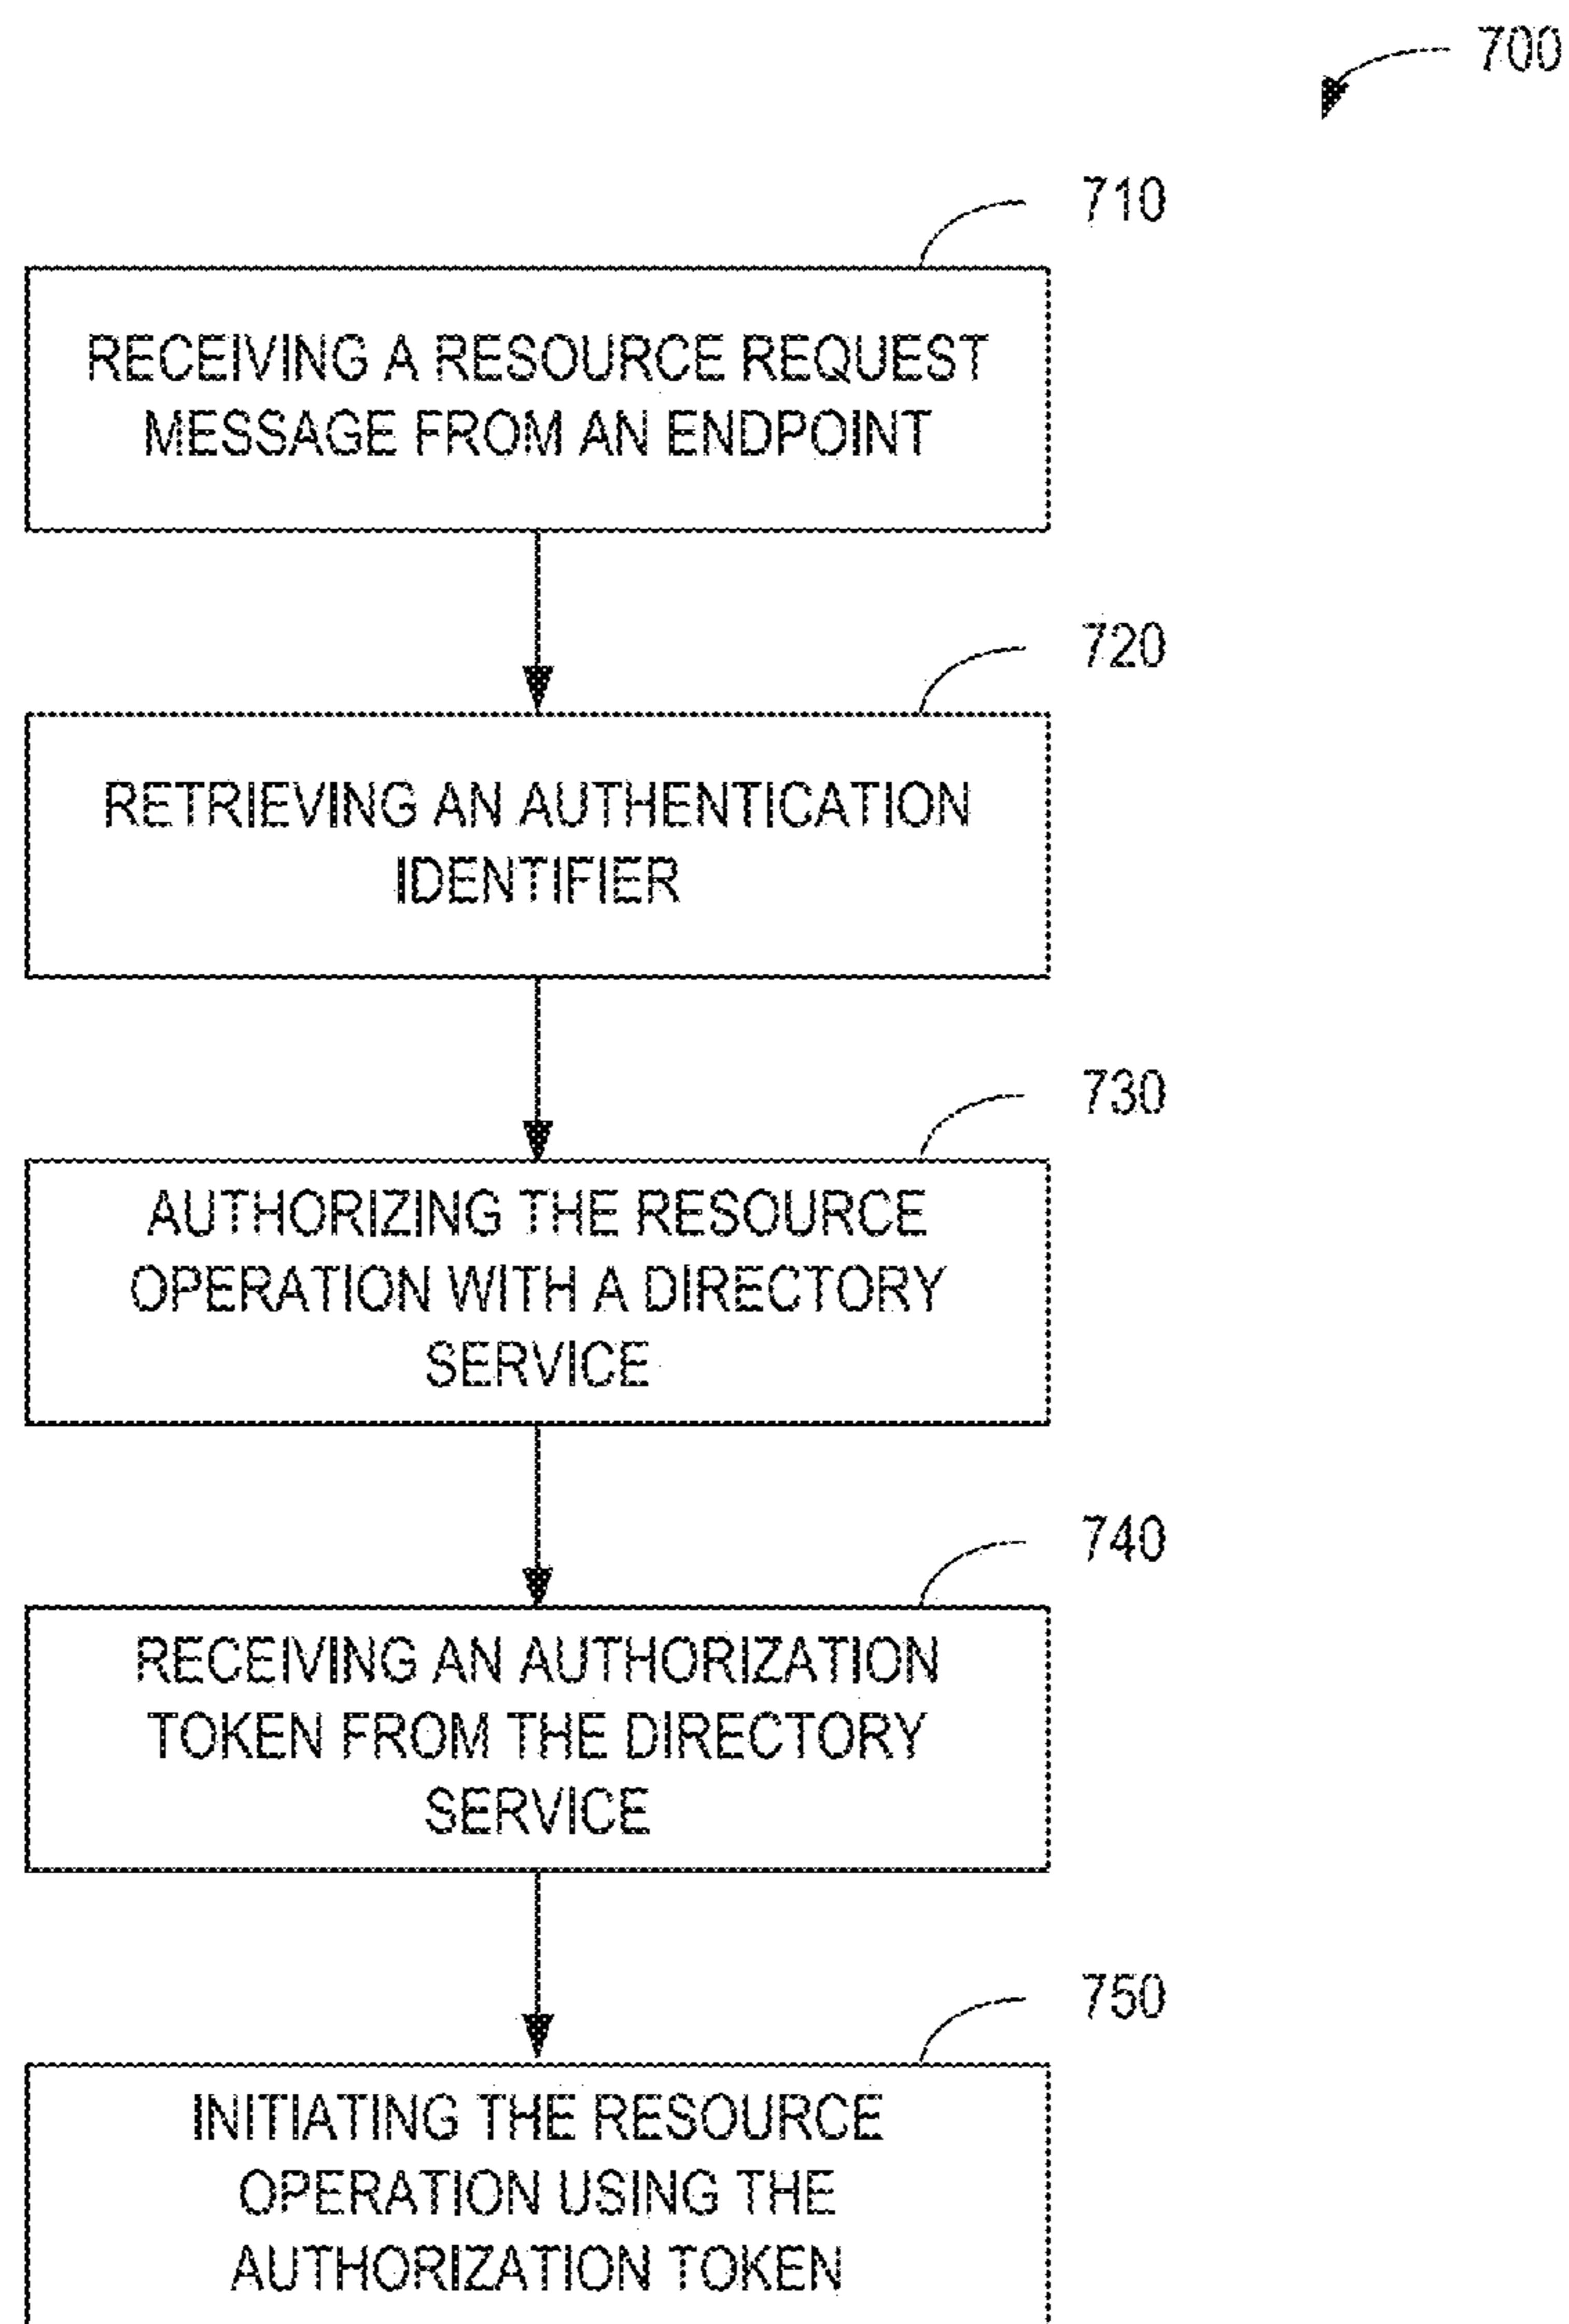 700
710
RECEIVING A RESOURCE REQUEST
MESSAGE FROM AN ENDPOINT
720
RETRIEVING AN AUTHENTICATION
IDENTIFIER
730
AUTHORIZING THE RESOURCE
OPERATION WITH A DIRECTORY
SERVICE
740
RECEIVING AN AUTHORIZATION
TOKEN FROM THE DIRECTORY
SERVICE
750
INITIATING THE RESOURCE
OPERATION USING THE
AUTHORIZATION TOKEN